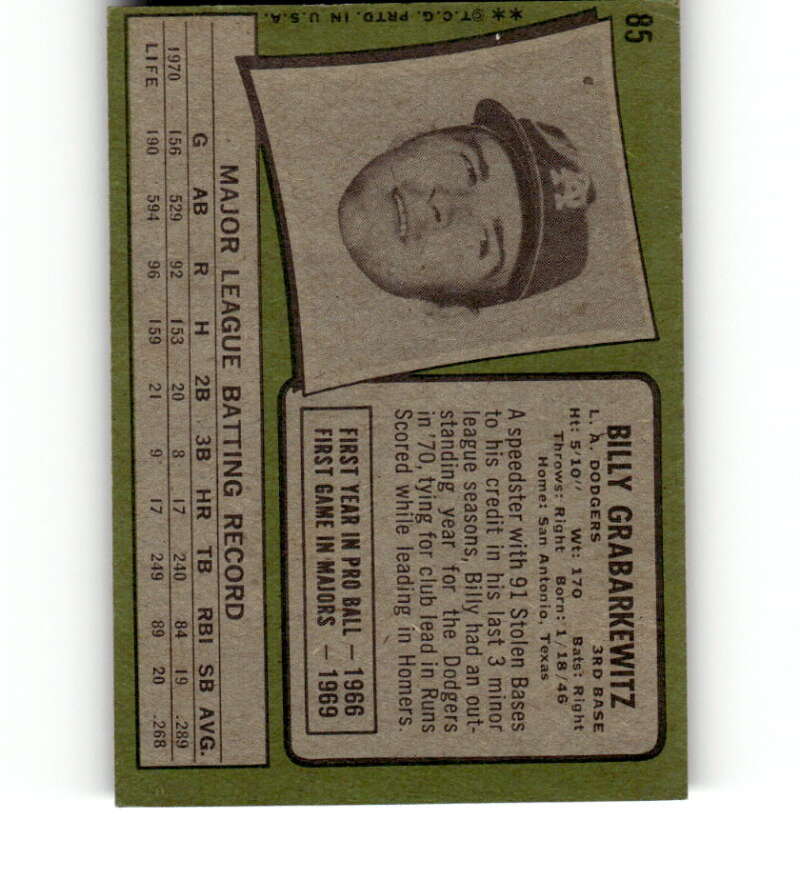 85
**©T.C.G. PRTD. IN U.S.A.
LA
BILLY GRABARKEWITZ
L. A. DODGERS 3RD BASE
Ht: 5'10'' Wt: 170 Bats: Right
Throws: Right Born: 1/18/46
Home: San Antonio, Texas
A speedster with 91 Stolen Bases
to his credit in his last 3 minor
league seasons, Billy had an out-
standing year for the Dodgers
in '70, tying for club lead in Runs
Scored while leading in Homers.
FIRST YEAR IN PRO BALL — 1966
FIRST GAME IN MAJORS — 1969
MAJOR LEAGUE BATTING RECORD
G AB R H 2B 3B HR TB RBI SB AVG.
1970 156 529 92 153 20 8 17 240 84 19 .289
LIFE 190 594 96 159 21 9 17 249 89 20 .268